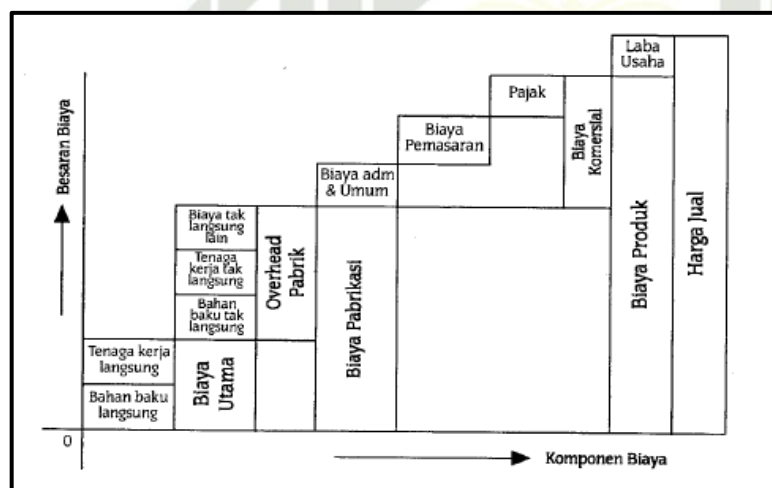 Laba
Usaha
Pajak
Biaya
Pemasaran
Biaya
Komersial
Biaya adm
& Umum
Besaran Biaya
Biaya tak
langsung
lain
Tenaga
kerja tak
langsung
Bahan
baku tak
langsung
Overhead
Pabrik
Biaya Pabrikasi
Biaya Produk
Harga Jual
Tenaga kerja
langsung
Bahan baku
langsung
Biaya
Utama
0
Komponen Biaya